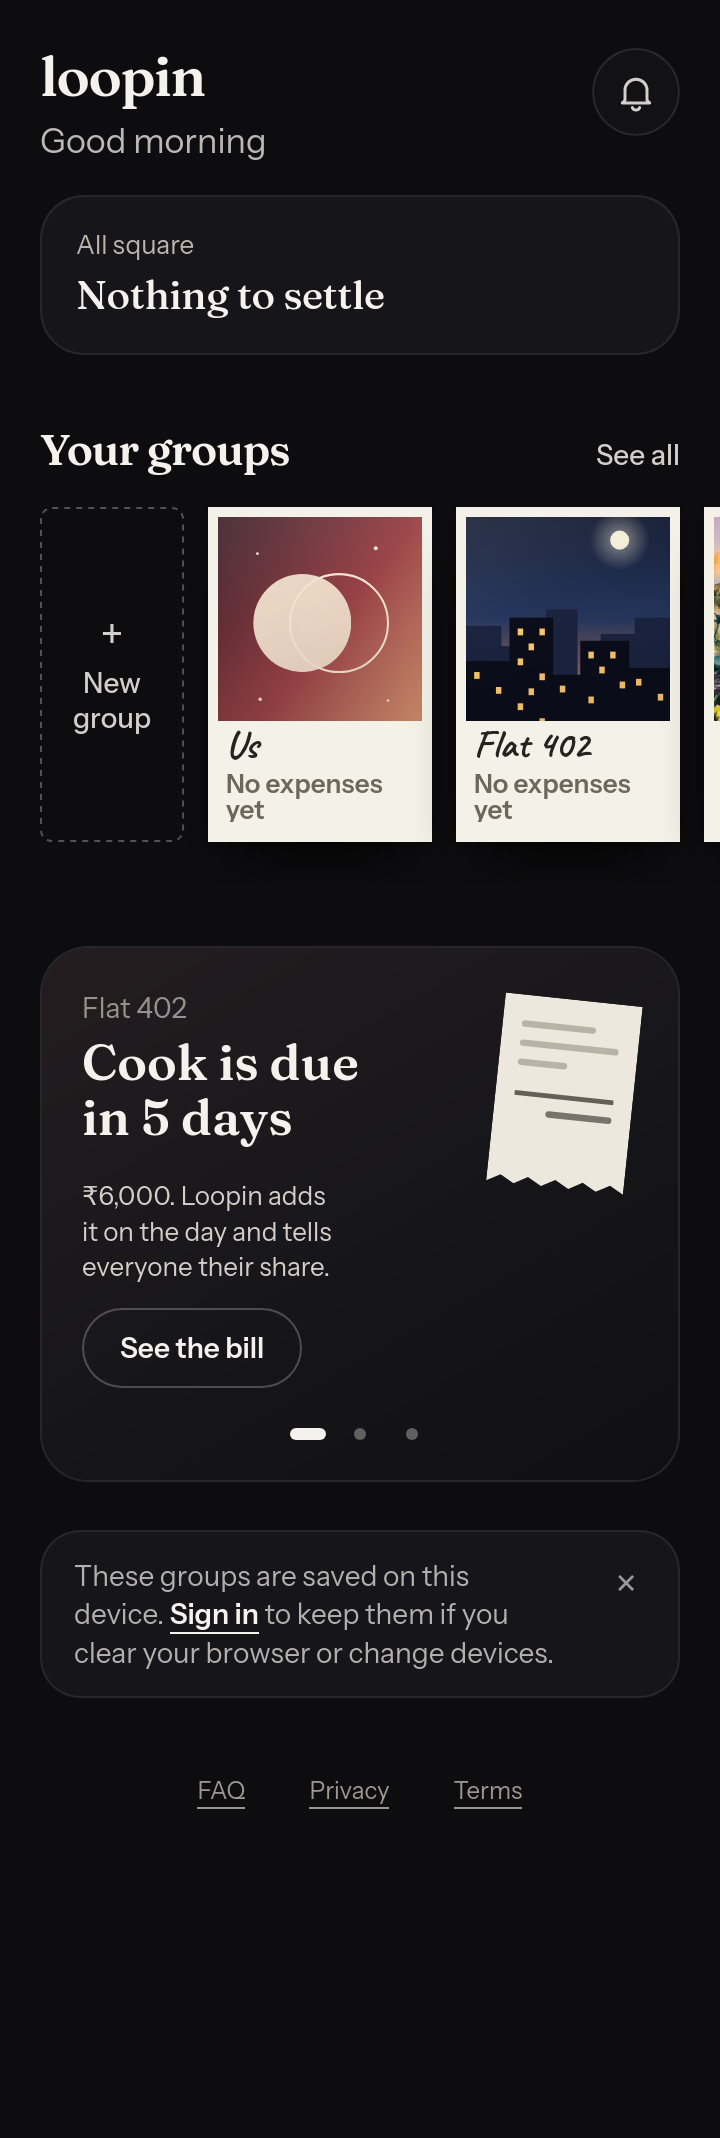 loopin
Good morning
All square
Nothing to settle
Your groups
See all
+
New
group
Us
No expenses
yet
Flat 402
No expenses
yet
Flat 402
Cook is due
in 5 days
₹6,000. Loopin adds
it on the day and tells
everyone their share.
See the bill
These groups are saved on this
device. Sign in to keep them if you
clear your browser or change devices.
FAQ
Privacy
Terms